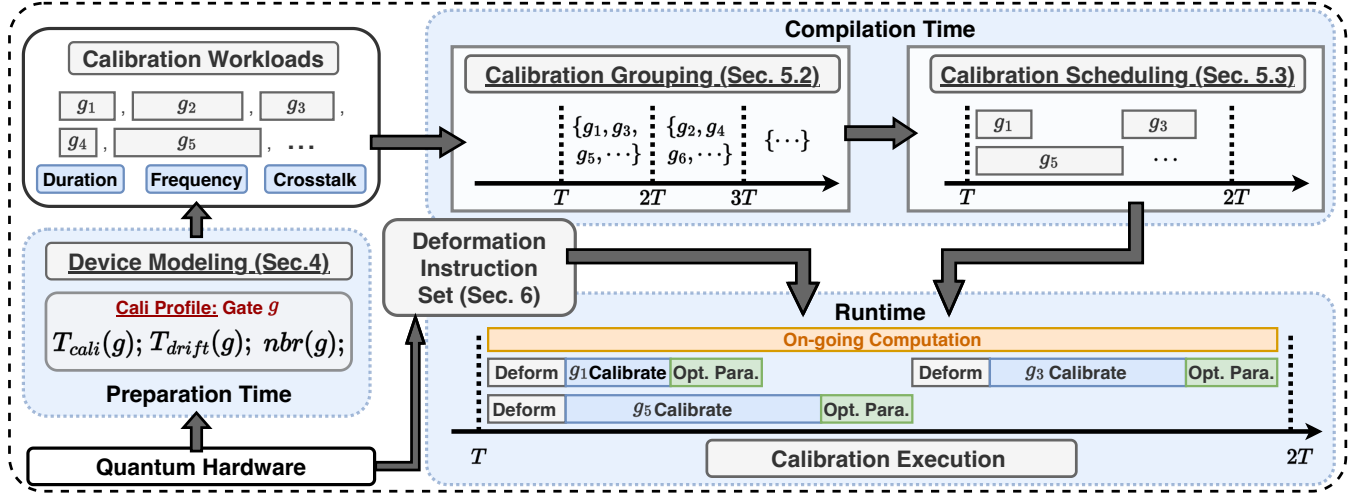 Calibration Workloads
g1 , g2 , g3 ,
g4 , g5 , ...
Duration Frequency Crosstalk
Device Modeling (Sec.4)
Cali Profile: Gate g
Tcali(g); Tdrift(g); nbr(g);
Preparation Time
Quantum Hardware
Compilation Time
Calibration Grouping (Sec. 5.2)
{g1, g3, {g2, g4 {···}
g5, ···} g6, ···}
T 2T 3T
Calibration Scheduling (Sec. 5.3)
g1 g3
g5 ...
T 2T
Deformation
Instruction
Set (Sec. 6)
Runtime
On-going Computation
Deform g1 Calibrate Opt. Para. Deform g3 Calibrate Opt. Para.
Deform g5 Calibrate Opt. Para.
T 2T
Calibration Execution